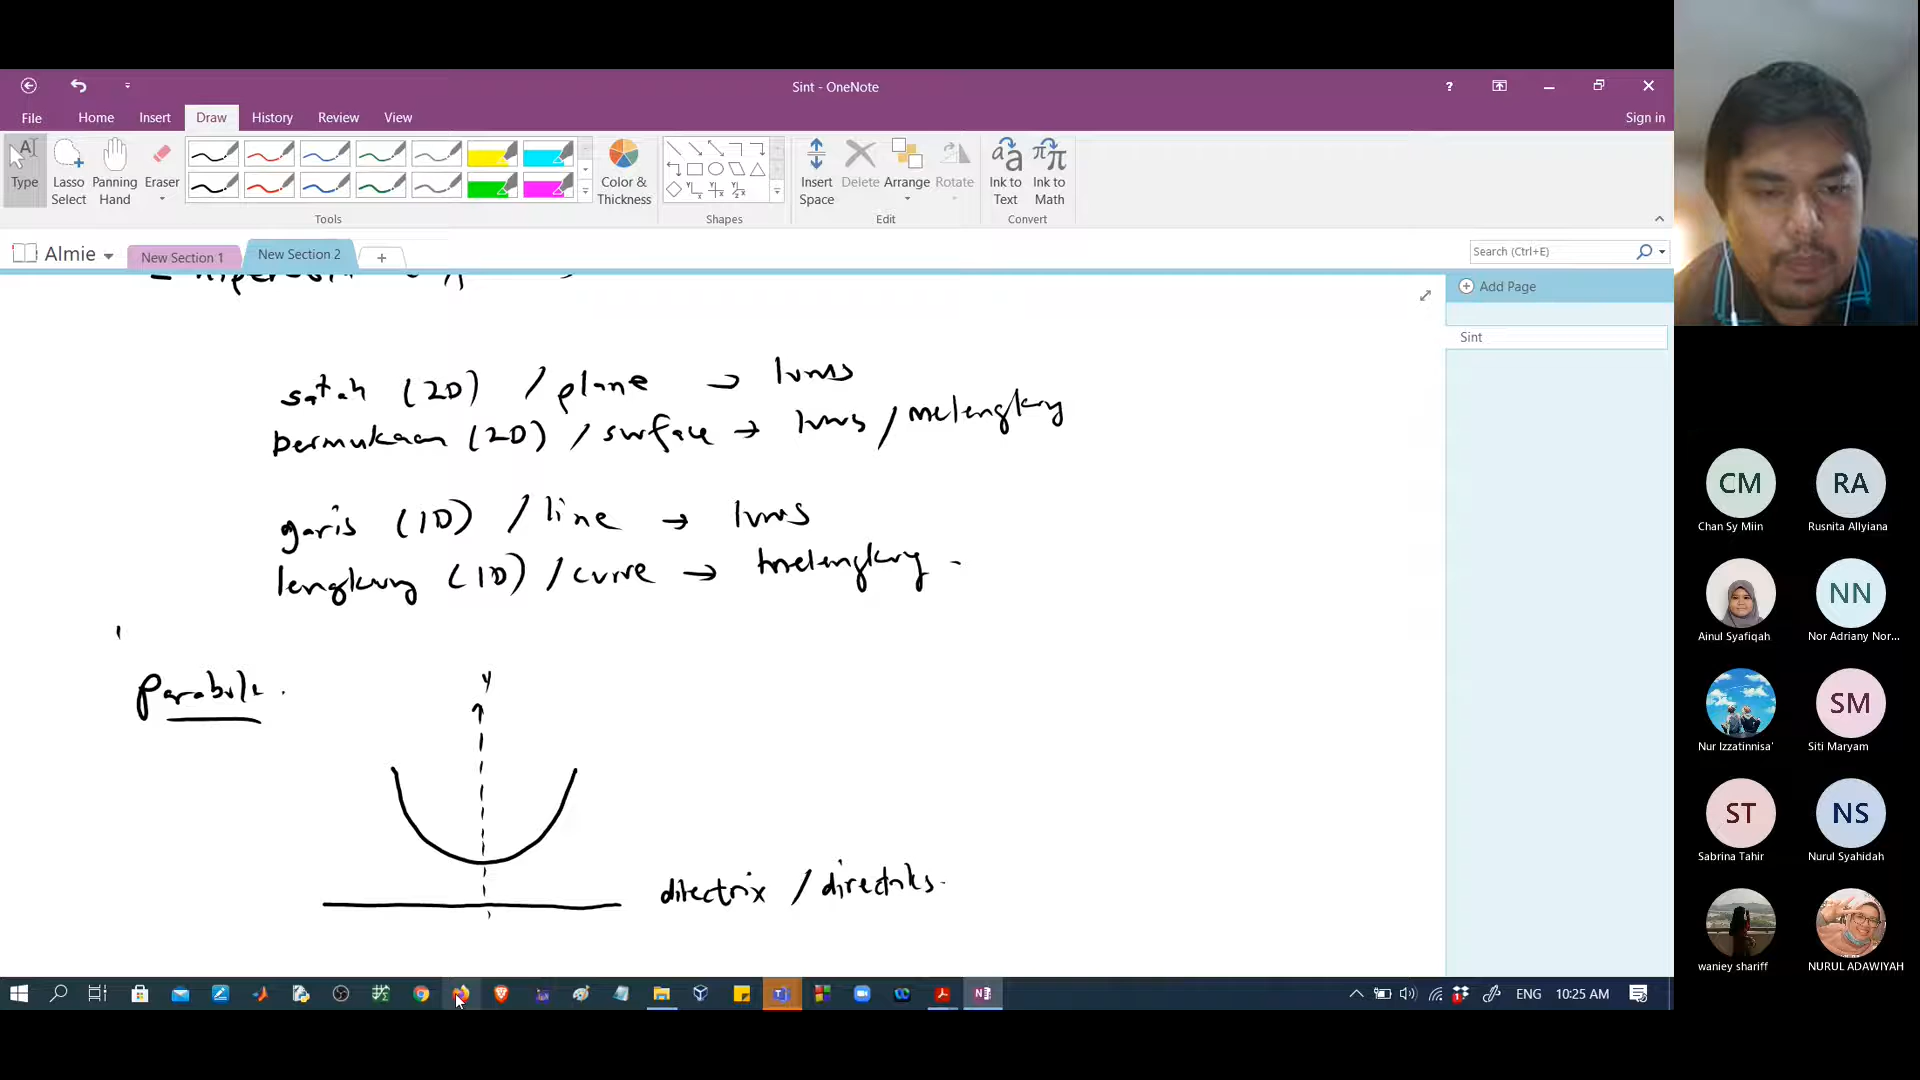 Sint - OneNote
?
File Home Insert Draw History Review View
Sign in
Type
Lasso Select
Panning Hand
Eraser
Color & Thickness
Insert Space
Delete
Arrange
Rotate
Ink to Text
Ink to Math
Tools
Shapes
Edit
Convert
Almie
New Section 1
New Section 2
+
Search (Ctrl+E)
Add Page
Sint
satah (2D) / plane → lurus
permukaan (2D) / surface → lurus / melengkung
garis (1D) / line → lurus
lengkung (1D) / curve → melengkung.
Parabola.
y
directrix / direktriks.
CM
Chan Sy Miin
RA
Rusnita Allyiana
Ainul Syafiqah
NN
Nor Adriany Nor...
Nur Izzatinnisa'
SM
Siti Maryam
ST
Sabrina Tahir
NS
Nurul Syahidah
waniey shariff
NURUL ADAWIYAH
ENG
10:25 AM